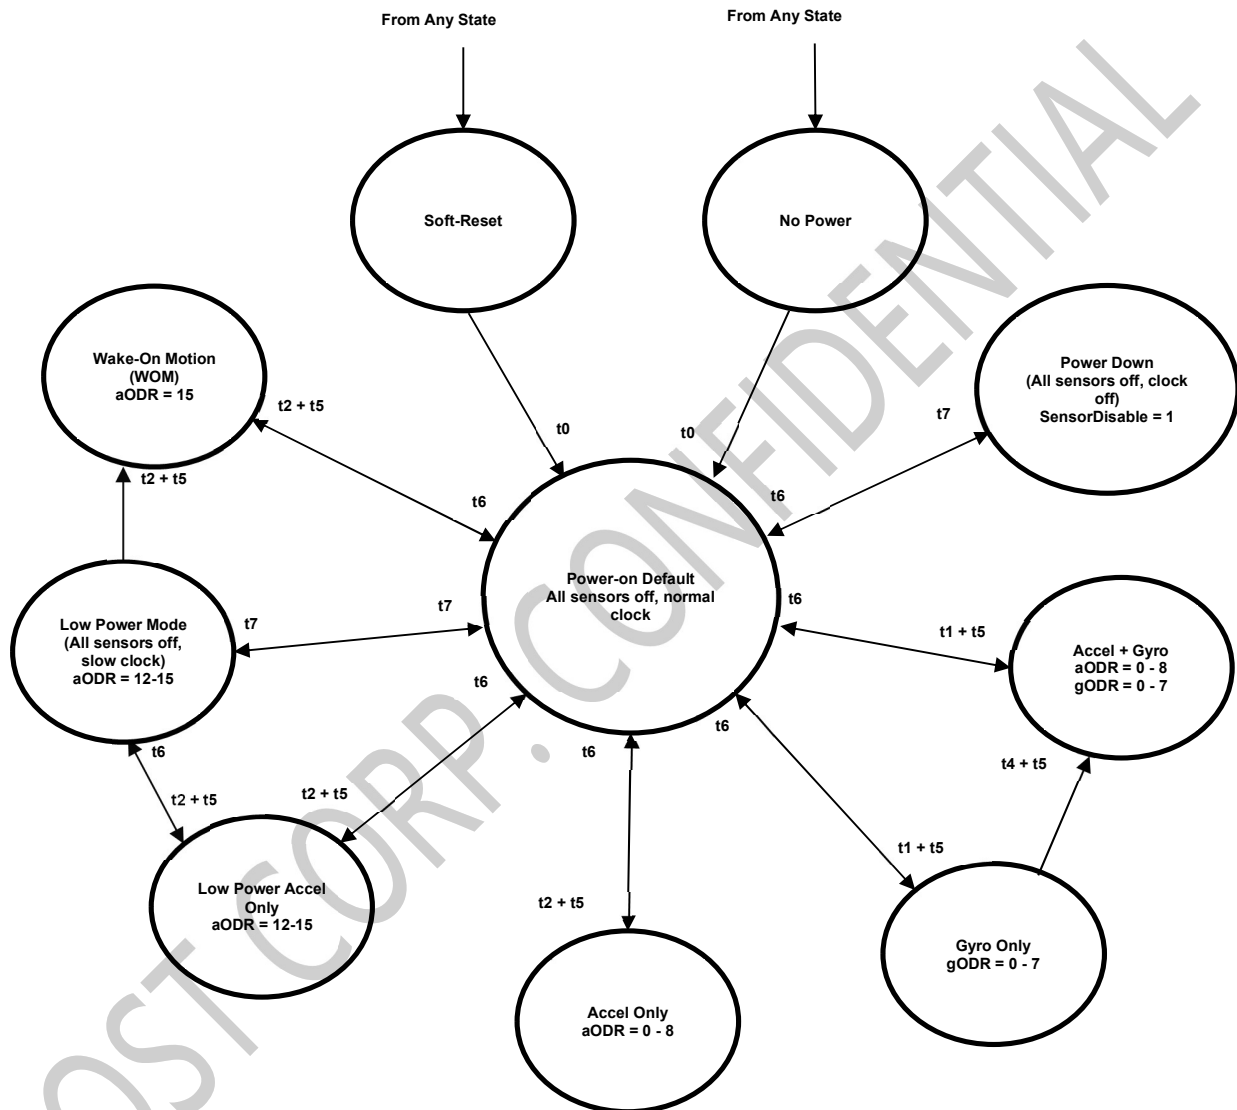 From Any State
From Any State
Soft-Reset
No Power
Wake-On Motion
(WOM)
aODR = 15
Power Down
(All sensors off, clock
off)
SensorDisable = 1
t2 + t5
t7
t0
t0
t2 + t5
t6
t6
Power-on Default
All sensors off, normal
clock
t7
t6
Low Power Mode
(All sensors off,
slow clock)
aODR = 12-15
t7
t1 + t5
Accel + Gyro
aODR = 0 - 8
gODR = 0 - 7
t6
t6
t6
t6
t2 + t5
t2 + t5
t4 + t5
t1 + t5
Low Power Accel
Only
aODR = 12-15
t2 + t5
Gyro Only
gODR = 0 - 7
Accel Only
aODR = 0 - 8
OST CORP. CONFIDENTIAL